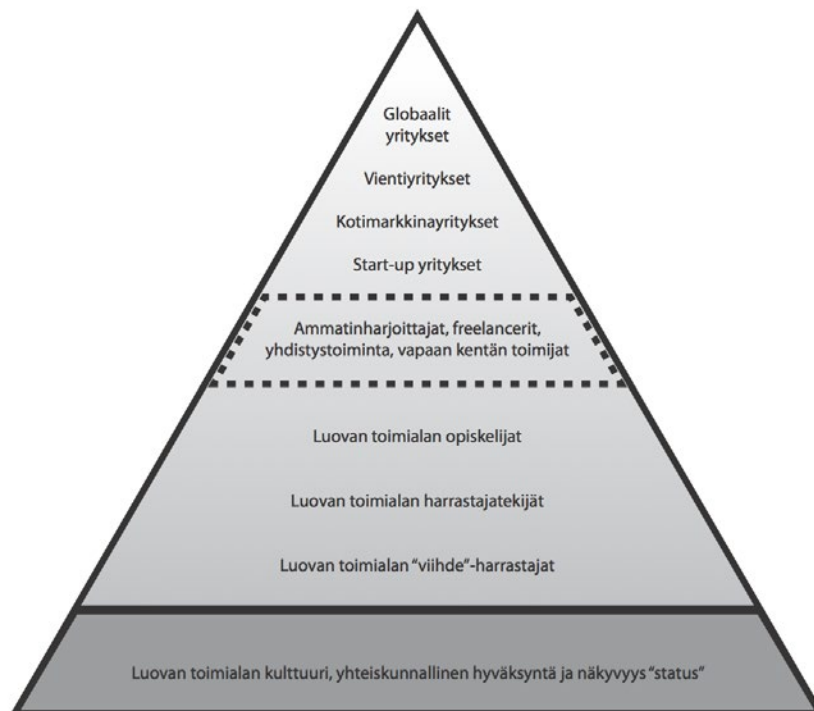 Globaalit
yritykset
Vientiyritykset
Kotimarkkinayritykset
Start-up yritykset
Ammatinharjoittajat, freelancerit,
yhdistystoiminta, vapaan kentän toimijat
Luovan toimialan opiskelijat
Luovan toimialan harrastajatekijät
Luovan toimialan “viihde”-harrastajat
Luovan toimialan kulttuuri, yhteiskunnallinen hyväksyntä ja näkyvyys “status”